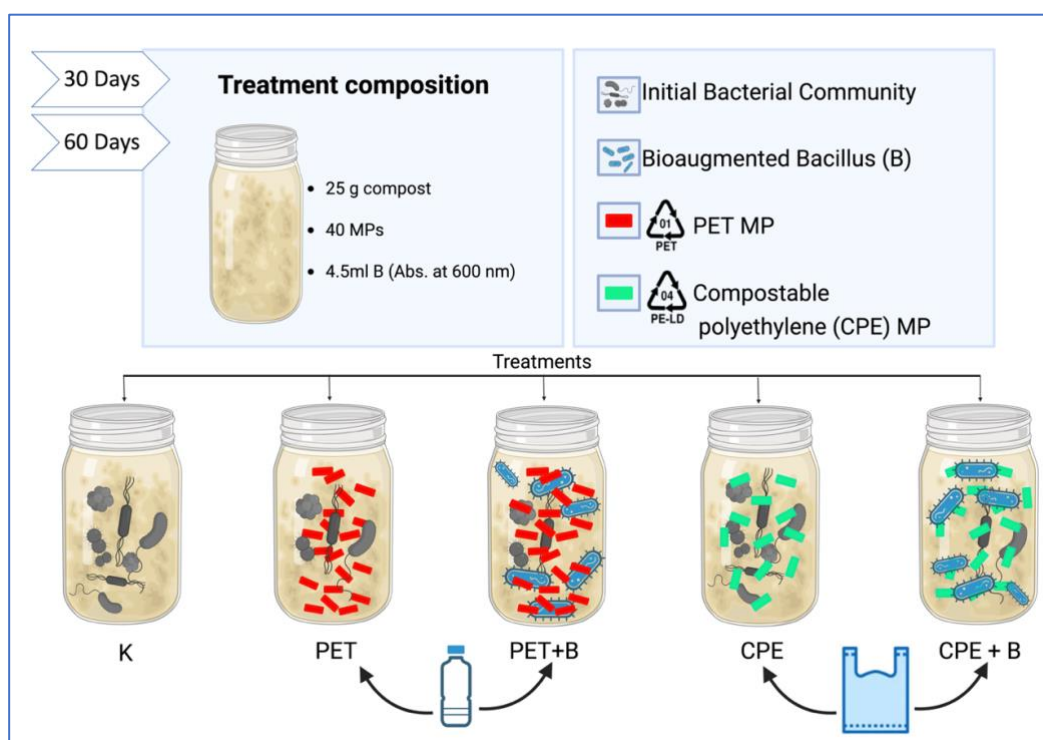 30 Days
60 Days
Treatment composition
• 25 g compost
• 40 MPs
• 4.5ml B (Abs. at 600 nm)
Initial Bacterial Community
Bioaugmented Bacillus (B)
01
PET
PET MP
04
PE-LD
Compostable
polyethylene (CPE) MP
Treatments
K
PET
PET+B
CPE
CPE + B